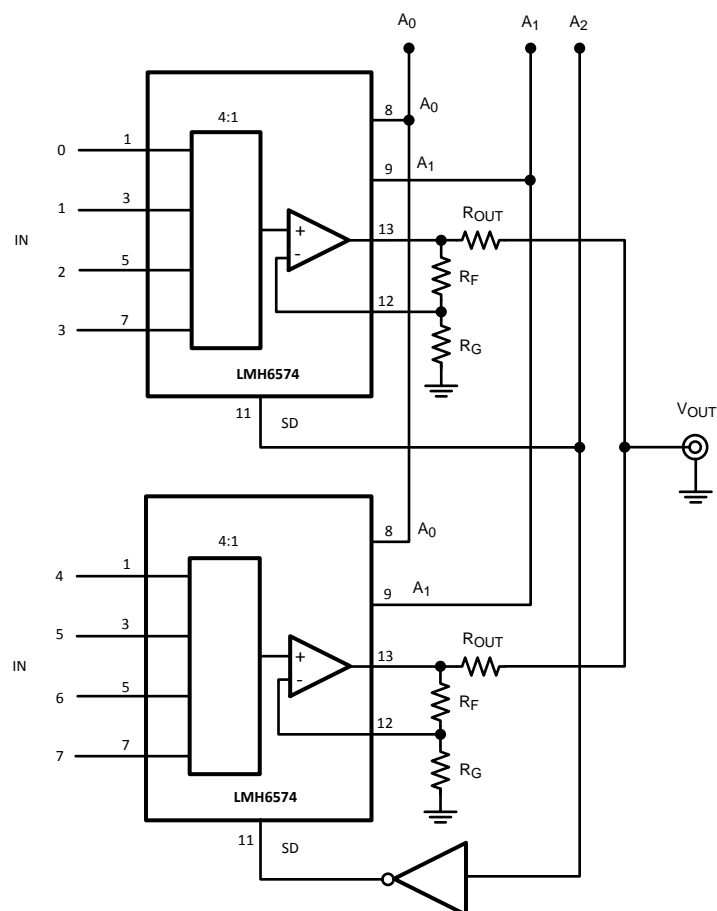 A0
A1
A2
4:1
8
A0
0
1
9
A1
1
3
13
ROUT
IN
+
-
RF
2
5
12
3
7
RG
LMH6574
VOUT
11
SD
8
A0
4:1
4
1
9
A1
5
3
13
ROUT
IN
+
-
RF
6
5
12
7
7
RG
LMH6574
11
SD